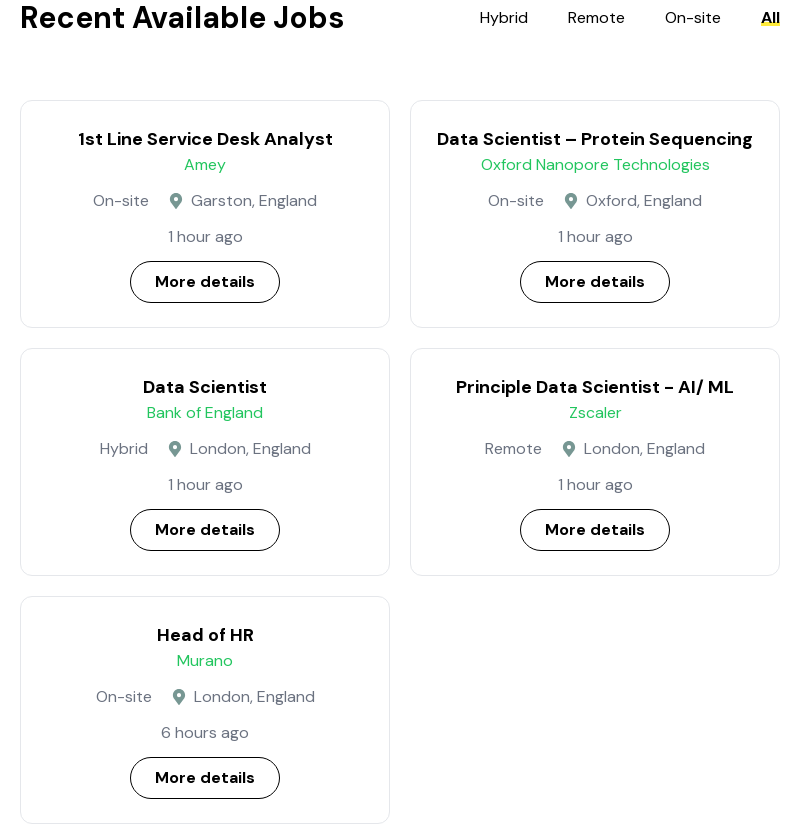 Recent Available Jobs
Hybrid Remote On-site All
1st Line Service Desk Analyst
Amey
On-site Garston, England
1 hour ago
More details
Data Scientist – Protein Sequencing
Oxford Nanopore Technologies
On-site Oxford, England
1 hour ago
More details
Data Scientist
Bank of England
Hybrid London, England
1 hour ago
More details
Principle Data Scientist - AI/ ML
Zscaler
Remote London, England
1 hour ago
More details
Head of HR
Murano
On-site London, England
6 hours ago
More details